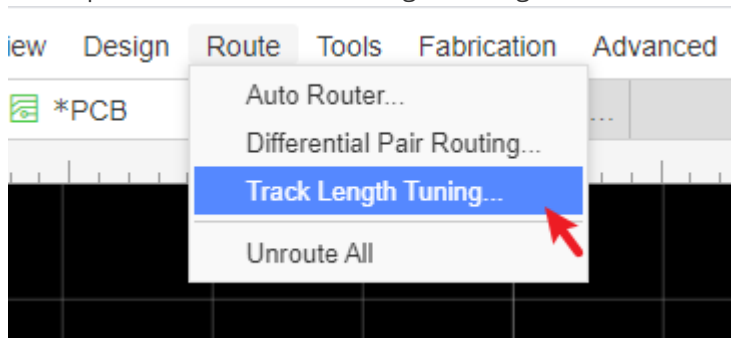 iew Design Route Tools Fabrication Advanced
*PCB
...
Auto Router...
Differential Pair Routing...
Track Length Tuning...
Unroute All